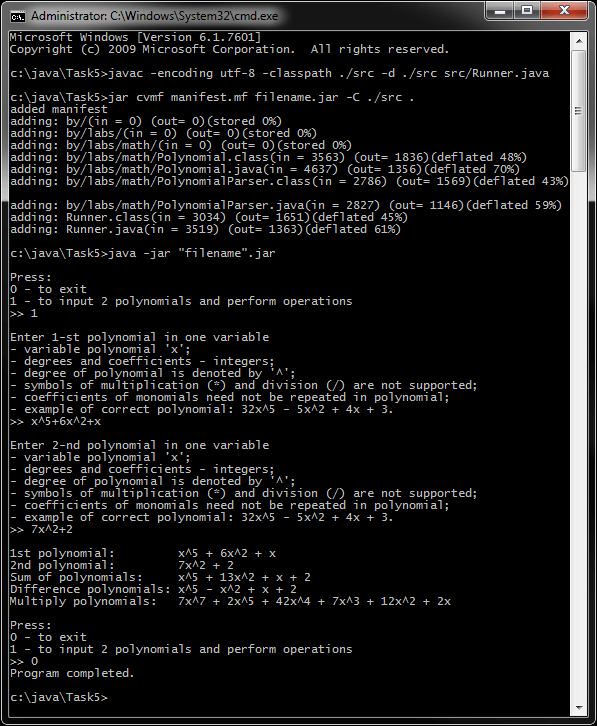 Administrator: C:\Windows\System32\cmd.exe
Microsoft Windows [Version 6.1.7601]
Copyright (c) 2009 Microsoft Corporation.  All rights reserved.
c:\java\Task5>javac -encoding utf-8 -classpath ./src -d ./src src/Runner.java
c:\java\Task5>jar cvmf manifest.mf filename.jar -C ./src .
added manifest
adding: by/(in = 0) (out= 0)(stored 0%)
adding: by/labs/(in = 0) (out= 0)(stored 0%)
adding: by/labs/math/(in = 0) (out= 0)(stored 0%)
adding: by/labs/math/Polynomial.class(in = 3563) (out= 1836)(deflated 48%)
adding: by/labs/math/Polynomial.java(in = 4637) (out= 1356)(deflated 70%)
adding: by/labs/math/PolynomialParser.class(in = 2786) (out= 1569)(deflated 43%)
adding: by/labs/math/PolynomialParser.java(in = 2827) (out= 1146)(deflated 59%)
adding: Runner.class(in = 3034) (out= 1651)(deflated 45%)
adding: Runner.java(in = 3519) (out= 1363)(deflated 61%)
c:\java\Task5>java -jar "filename".jar
Press:
0 - to exit
1 - to input 2 polynomials and perform operations
>> 1
Enter 1-st polynomial in one variable
- variable polynomial 'x';
- degrees and coefficients - integers;
- degree of polynomial is denoted by '^';
- symbols of multiplication (*) and division (/) are not supported;
- coefficients of monomials need not be repeated in polynomial;
- example of correct polynomial: 32x^5 - 5x^2 + 4x + 3.
>> x^5+6x^2+x
Enter 2-nd polynomial in one variable
- variable polynomial 'x';
- degrees and coefficients - integers;
- degree of polynomial is denoted by '^';
- symbols of multiplication (*) and division (/) are not supported;
- coefficients of monomials need not be repeated in polynomial;
- example of correct polynomial: 32x^5 - 5x^2 + 4x + 3.
>> 7x^2+2
1st polynomial:        x^5 + 6x^2 + x
2nd polynomial:        7x^2 + 2
Sum of polynomials:    x^5 + 13x^2 + x + 2
Difference polynomials: x^5 - x^2 + x + 2
Multiply polynomials:   7x^7 + 2x^5 + 42x^4 + 7x^3 + 12x^2 + 2x
Press:
0 - to exit
1 - to input 2 polynomials and perform operations
>> 0
Program completed.
c:\java\Task5>